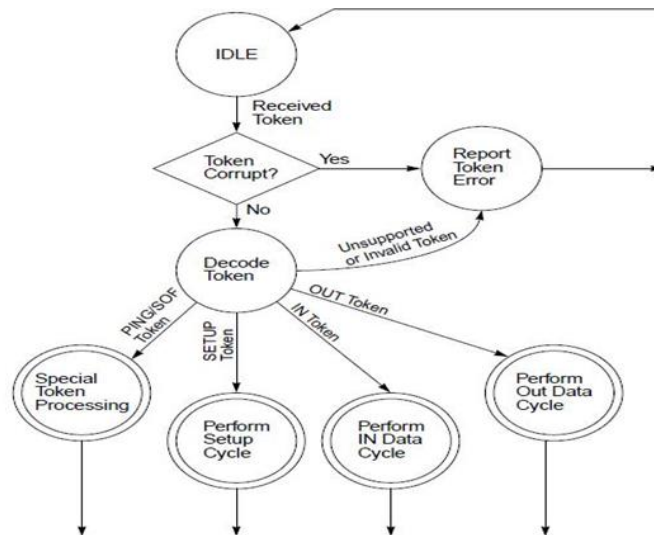 IDLE
Received
Token
Token
Corrupt?
Yes
Report
Token
Error
No
Unsupported
or Invalid Token
Decode
Token
PING/SOF
Token
SETUP
Token
IN Token
OUT Token
Special
Token
Processing
Perform
Setup
Cycle
Perform
IN Data
Cycle
Perform
Out Data
Cycle